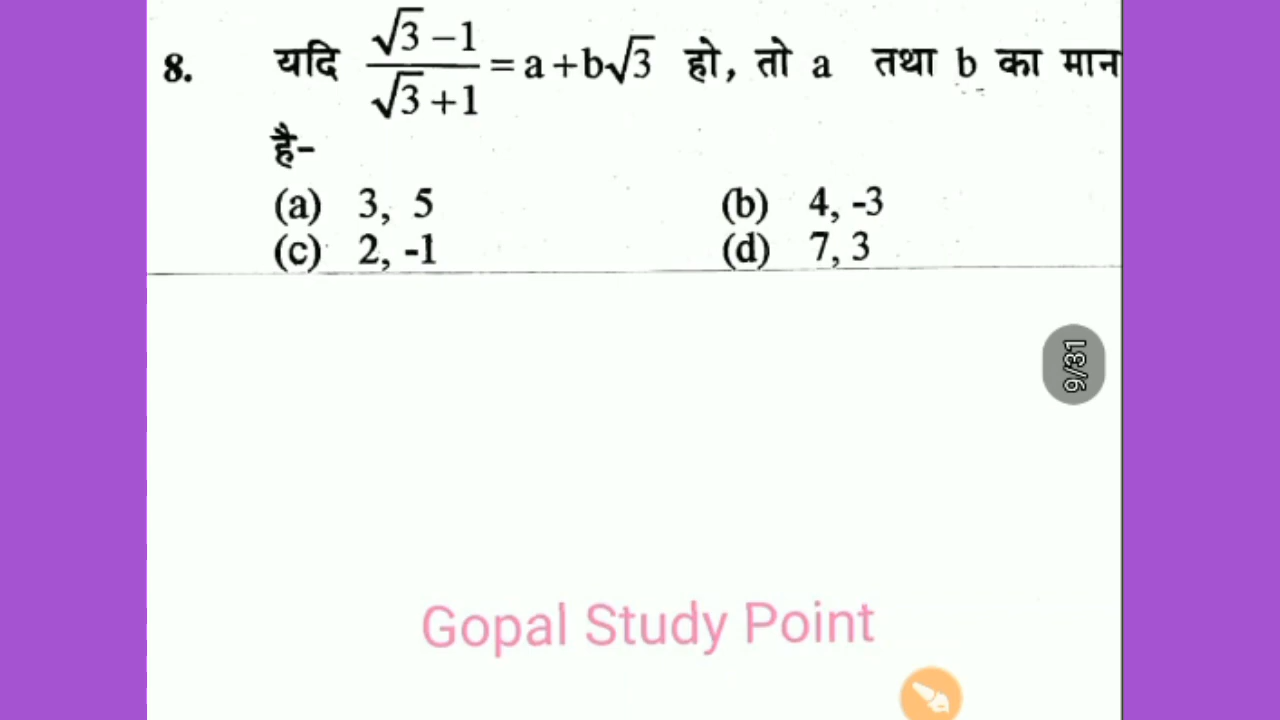 8. यदि (√3 −1)/(√3 +1) = a+b√3 हो, तो a तथा b का मान
है-
(a) 3, 5 (b) 4, -3
(c) 2, -1 (d) 7, 3
9/31
Gopal Study Point